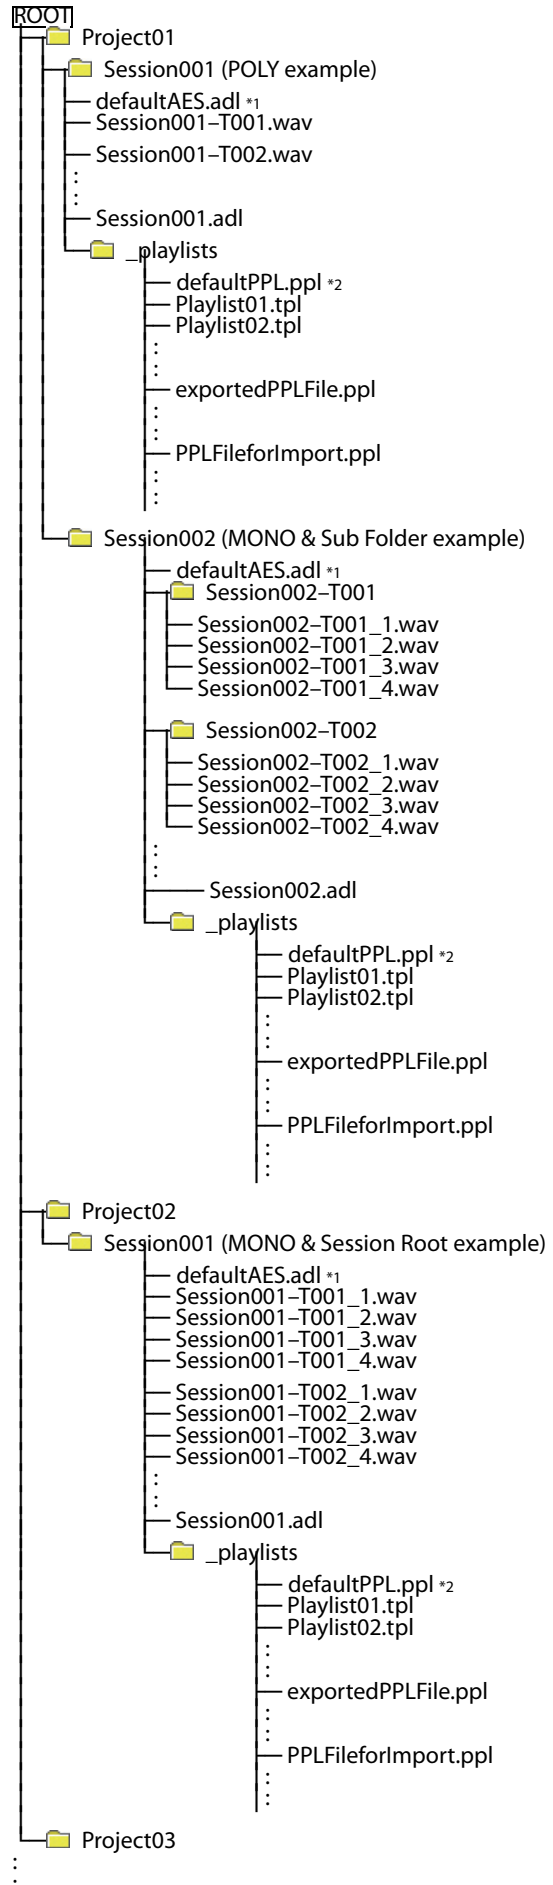 ROOT
Project01
Session001 (POLY example)
defaultAES.adl *1
Session001–T001.wav
Session001–T002.wav
Session001.adl
_playlists
defaultPPL.ppl *2
Playlist01.tpl
Playlist02.tpl
exportedPPLFile.ppl
PPLFileforImport.ppl
Session002 (MONO & Sub Folder example)
defaultAES.adl *1
Session002–T001
Session002–T001_1.wav
Session002–T001_2.wav
Session002–T001_3.wav
Session002–T001_4.wav
Session002–T002
Session002–T002_1.wav
Session002–T002_2.wav
Session002–T002_3.wav
Session002–T002_4.wav
Session002.adl
_playlists
defaultPPL.ppl *2
Playlist01.tpl
Playlist02.tpl
exportedPPLFile.ppl
PPLFileforImport.ppl
Project02
Session001 (MONO & Session Root example)
defaultAES.adl *1
Session001–T001_1.wav
Session001–T001_2.wav
Session001–T001_3.wav
Session001–T001_4.wav
Session001–T002_1.wav
Session001–T002_2.wav
Session001–T002_3.wav
Session001–T002_4.wav
Session001.adl
_playlists
defaultPPL.ppl *2
Playlist01.tpl
Playlist02.tpl
exportedPPLFile.ppl
PPLFileforImport.ppl
Project03